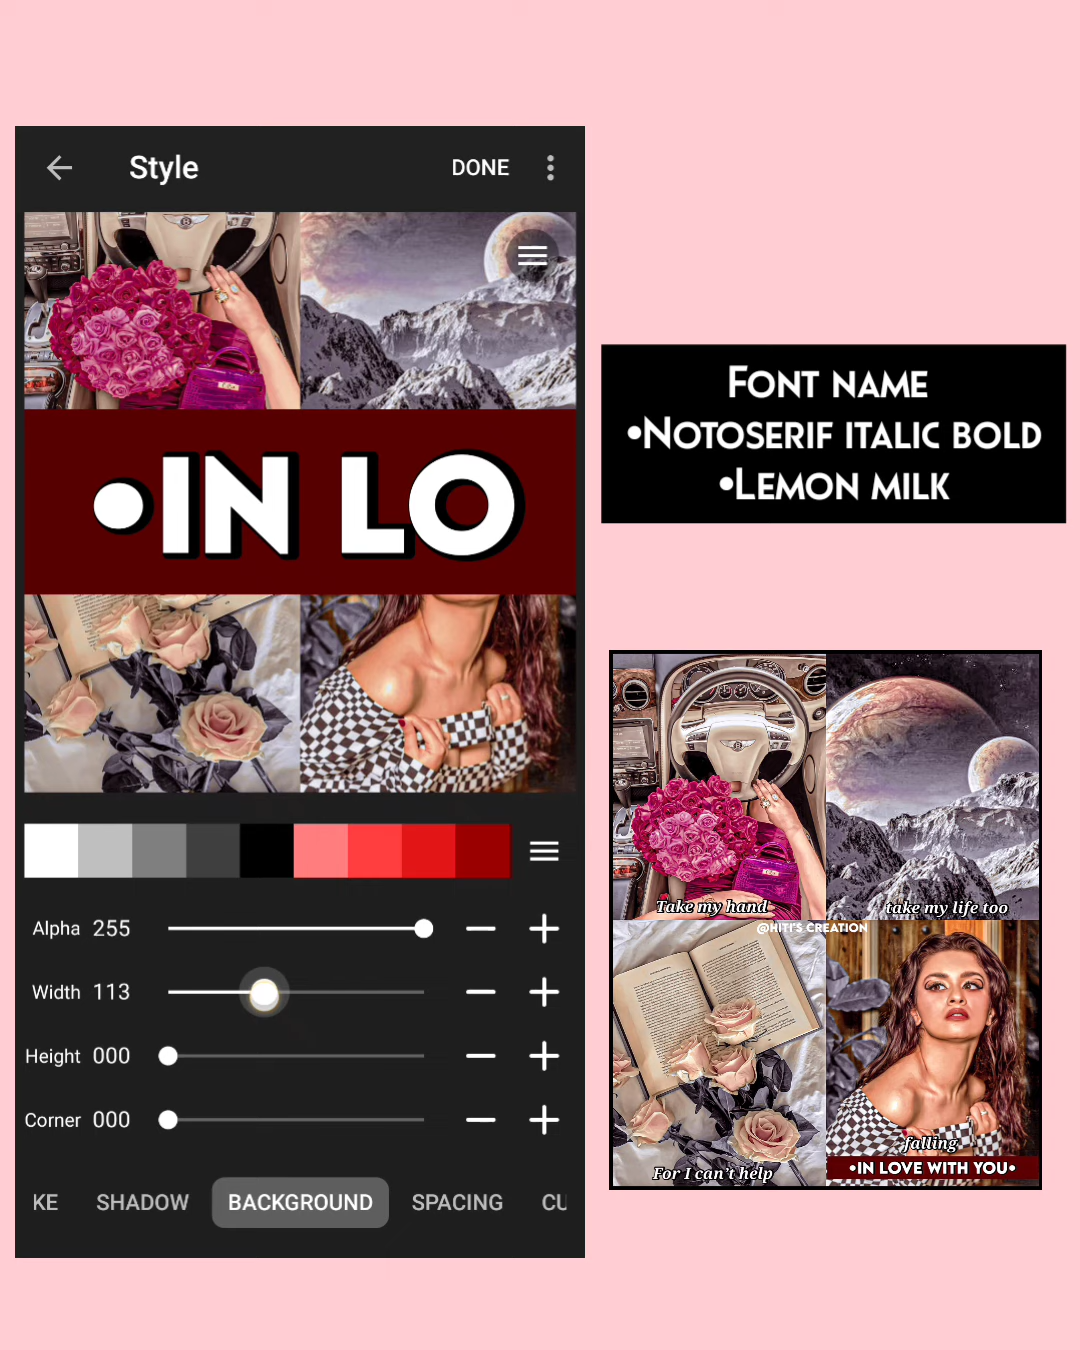 Style
DONE
•IN LO
Alpha 255
Width 113
Height 000
Corner 000
KE SHADOW BACKGROUND SPACING CU
FONT NAME
•NOTOSERIF ITALIC BOLD
•LEMON MILK
Take my hand
take my life too
@HITI'S CREATION
For I can't help
falling
•IN LOVE WITH YOU•